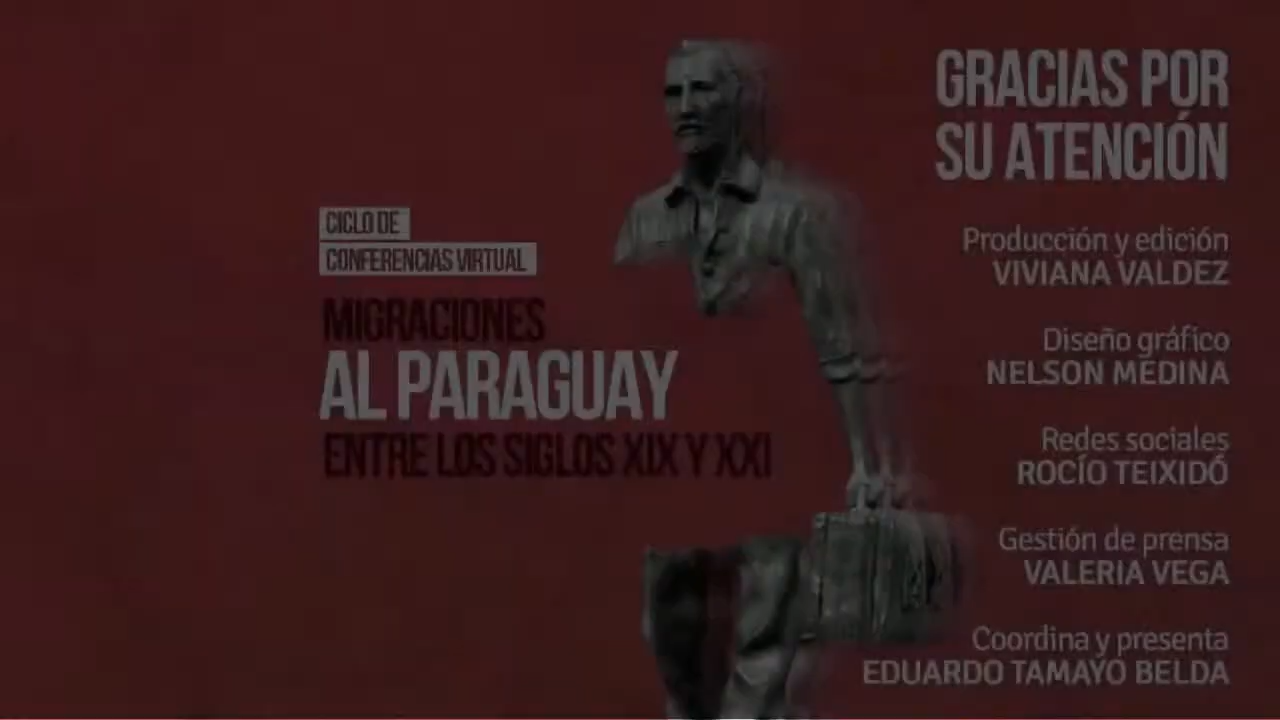 CICLO DE
CONFERENCIAS VIRTUAL
MIGRACIONES
AL PARAGUAY
ENTRE LOS SIGLOS XIX Y XXI
GRACIAS POR
SU ATENCIÓN
Producción y edición
VIVIANA VALDEZ
Diseño gráfico
NELSON MEDINA
Redes sociales
ROCÍO TEIXIDÓ
Gestión de prensa
VALERIA VEGA
Coordina y presenta
EDUARDO TAMAYO BELDA